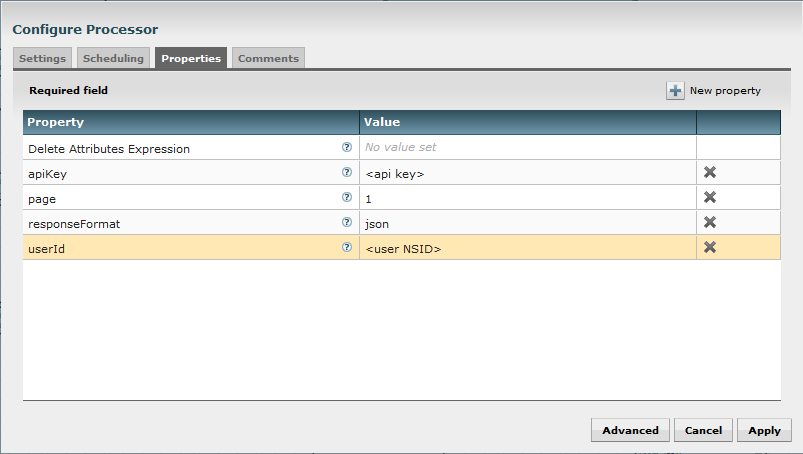 Configure Processor
Settings Scheduling Properties Comments
Required field New property
Property Value
Delete Attributes Expression No value set
apiKey <api key>
page 1
responseFormat json
userId <user NSID>
Advanced Cancel Apply